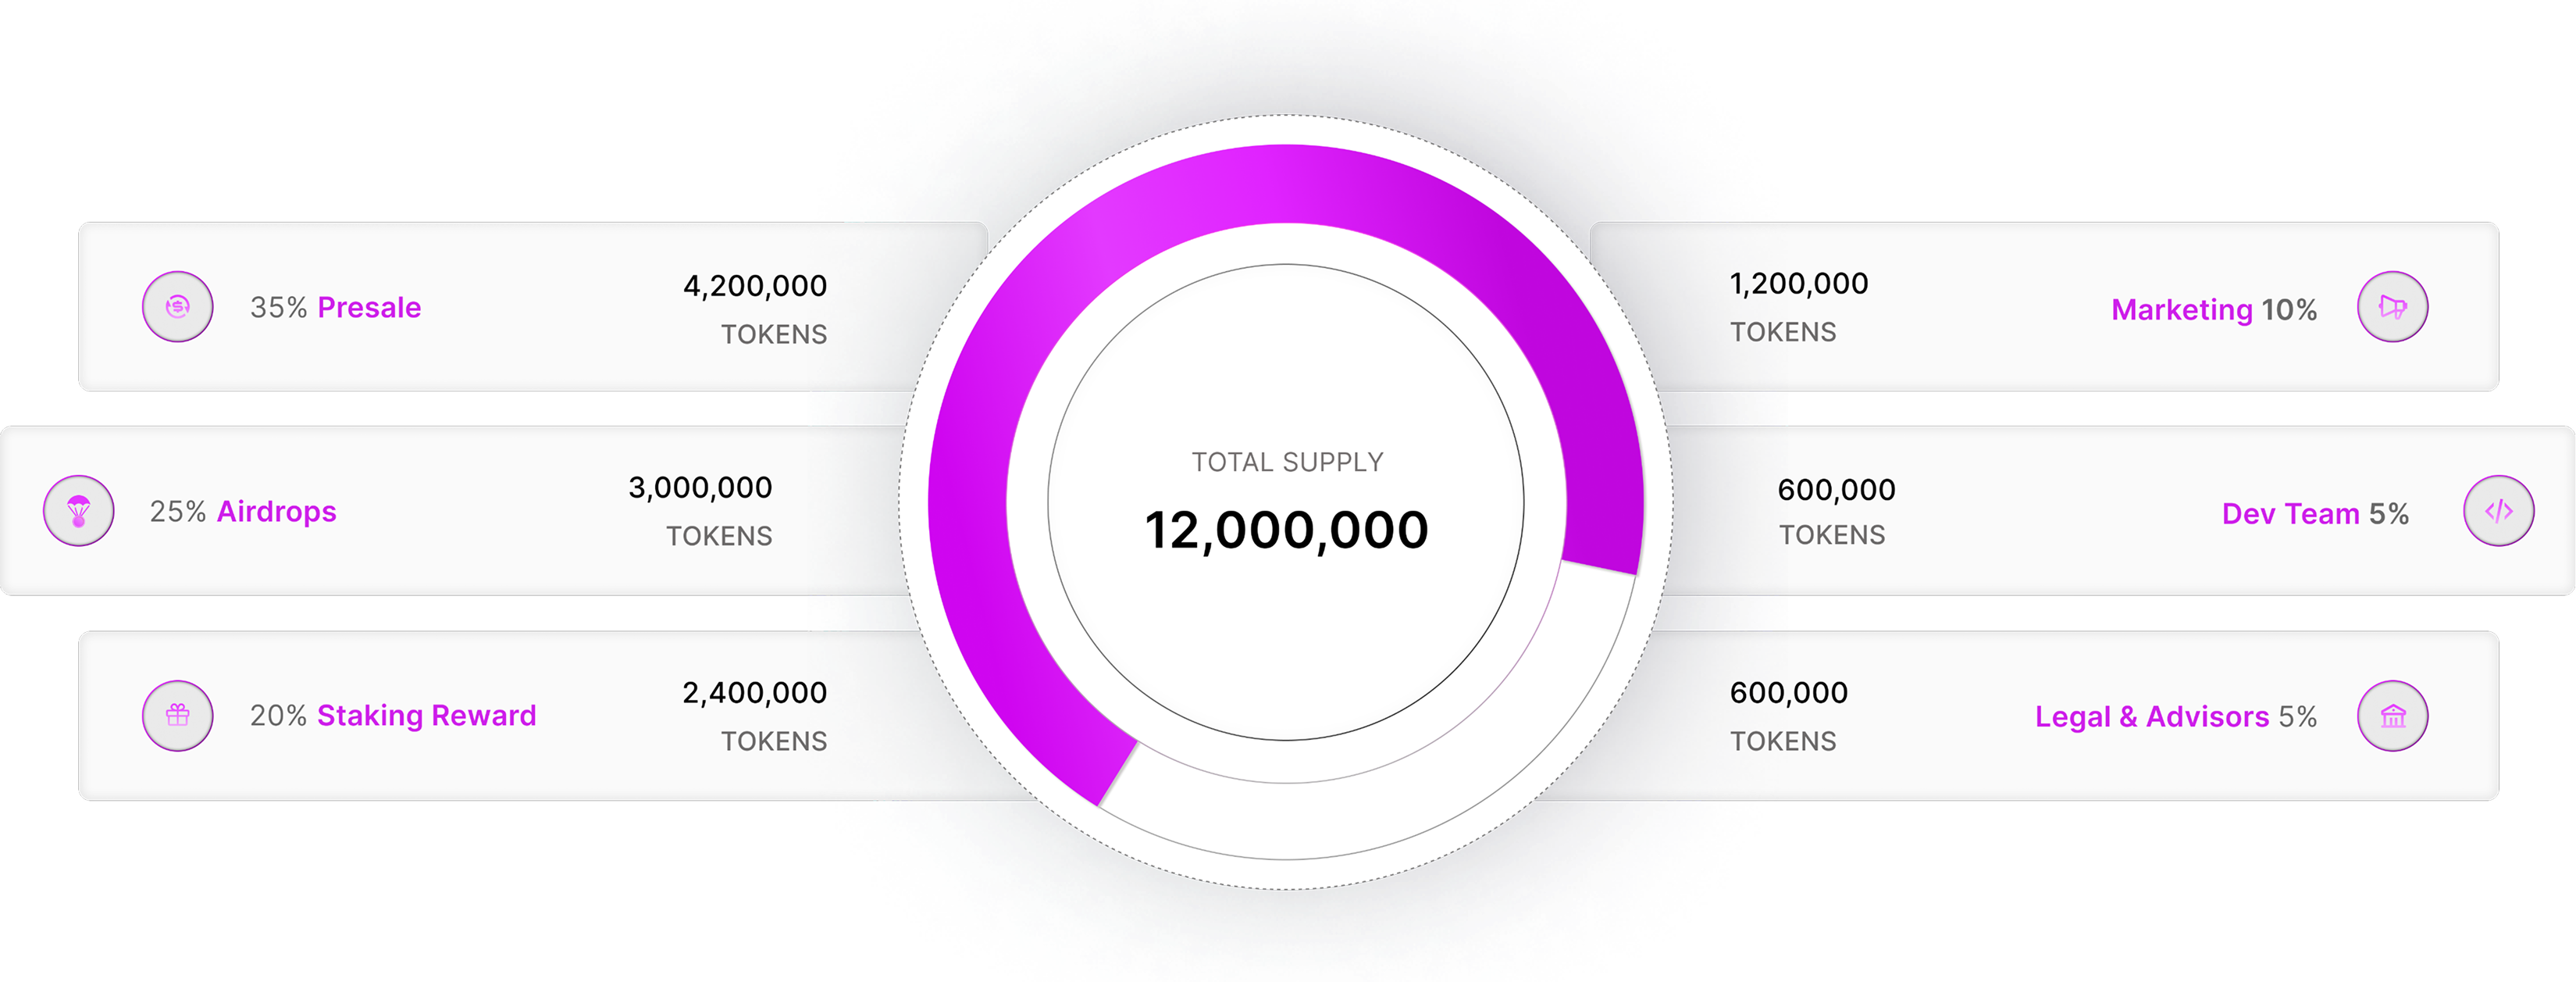 35% Presale
4,200,000
TOKENS
25% Airdrops
3,000,000
TOKENS
20% Staking Reward
2,400,000
TOKENS
TOTAL SUPPLY
12,000,000
1,200,000
TOKENS
Marketing 10%
600,000
TOKENS
Dev Team 5%
600,000
TOKENS
Legal & Advisors 5%